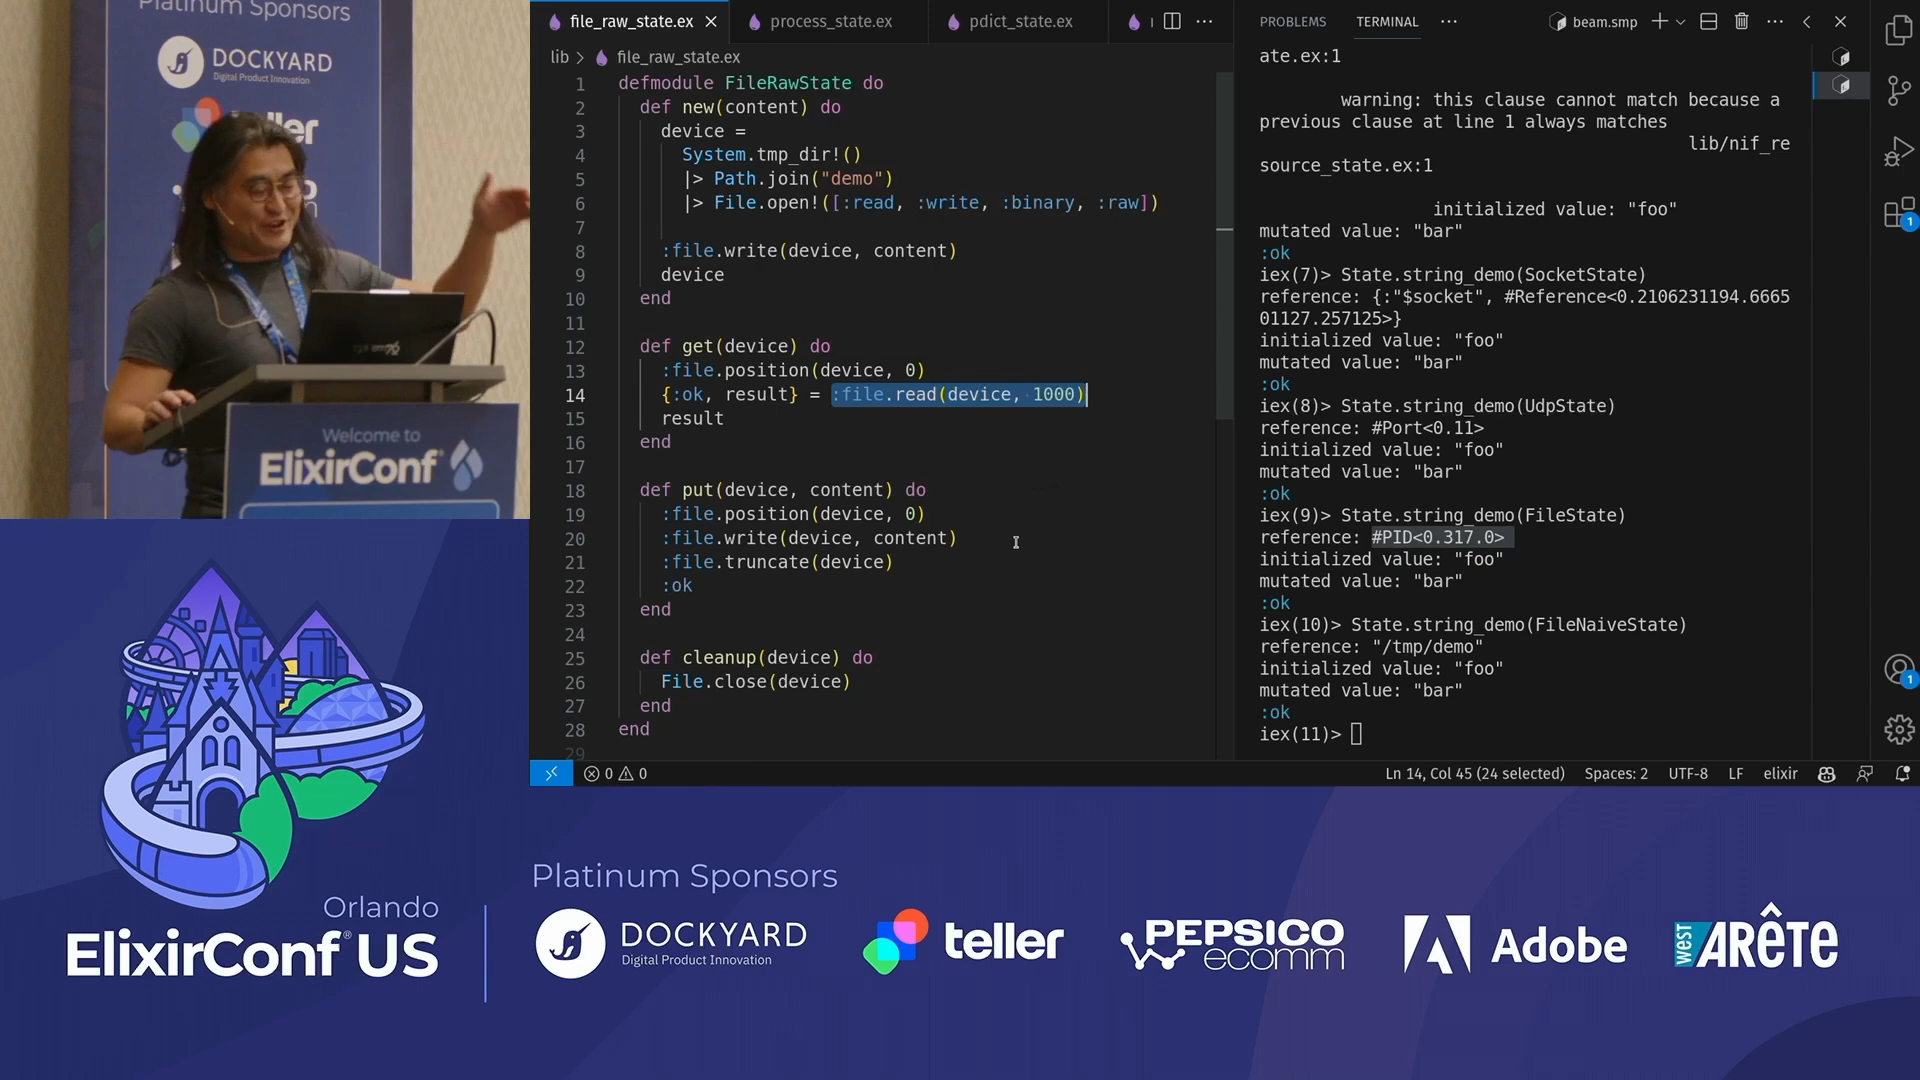 Platinum Sponsors
DOCKYARD
Digital Product Innovation
Welcome to
ElixirConf
file_raw_state.ex
process_state.ex
pdict_state.ex
lib > file_raw_state.ex
1 defmodule FileRawState do
2 def new(content) do
3 device =
4 System.tmp_dir!()
5 |> Path.join("demo")
6 |> File.open!([:read, :write, :binary, :raw])
7
8 :file.write(device, content)
9 device
10 end
11
12 def get(device) do
13 :file.position(device, 0)
14 {:ok, result} = :file.read(device, 1000)
15 result
16 end
17
18 def put(device, content) do
19 :file.position(device, 0)
20 :file.write(device, content)
21 :file.truncate(device)
22 :ok
23 end
24
25 def cleanup(device) do
26 File.close(device)
27 end
28 end
29
PROBLEMS TERMINAL ··· beam.smp
ate.ex:1
warning: this clause cannot match because a
previous clause at line 1 always matches
lib/nif_re
source_state.ex:1
initialized value: "foo"
mutated value: "bar"
:ok
iex(7)> State.string_demo(SocketState)
reference: {:"$socket", #Reference<0.2106231194.6665
01127.257125>}
initialized value: "foo"
mutated value: "bar"
:ok
iex(8)> State.string_demo(UdpState)
reference: #Port<0.11>
initialized value: "foo"
mutated value: "bar"
:ok
iex(9)> State.string_demo(FileState)
reference: #PID<0.317.0>
initialized value: "foo"
mutated value: "bar"
:ok
iex(10)> State.string_demo(FileNaiveState)
reference: "/tmp/demo"
initialized value: "foo"
mutated value: "bar"
:ok
iex(11)>
1
1
0 0
Ln 14, Col 45 (24 selected) Spaces: 2 UTF-8 LF elixir
Orlando
ElixirConf® US
Platinum Sponsors
DOCKYARD
Digital Product Innovation
teller
PEPSICO
ecomm
Adobe
west ARêTE